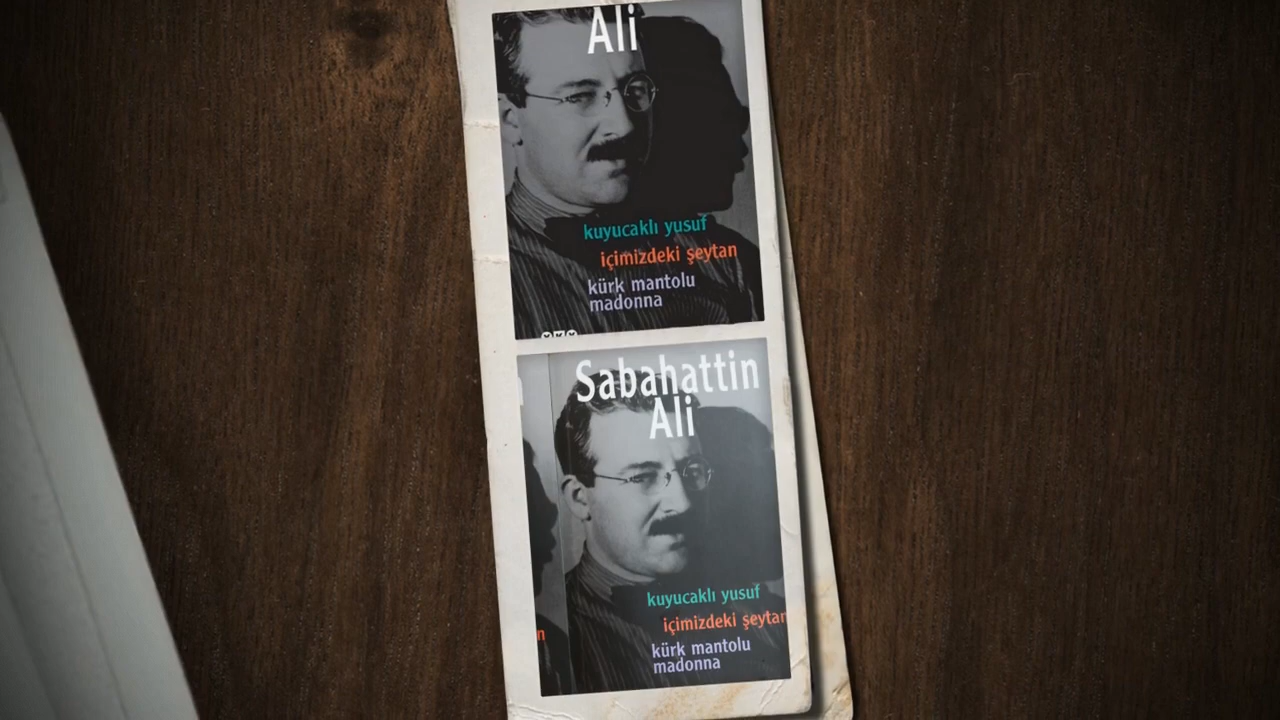 Ali
kuyucaklı yusuf
içimizdeki şeytan
kürk mantolu
madonna
Sabahattin
Ali
kuyucaklı yusuf
içimizdeki şeytan
kürk mantolu
madonna